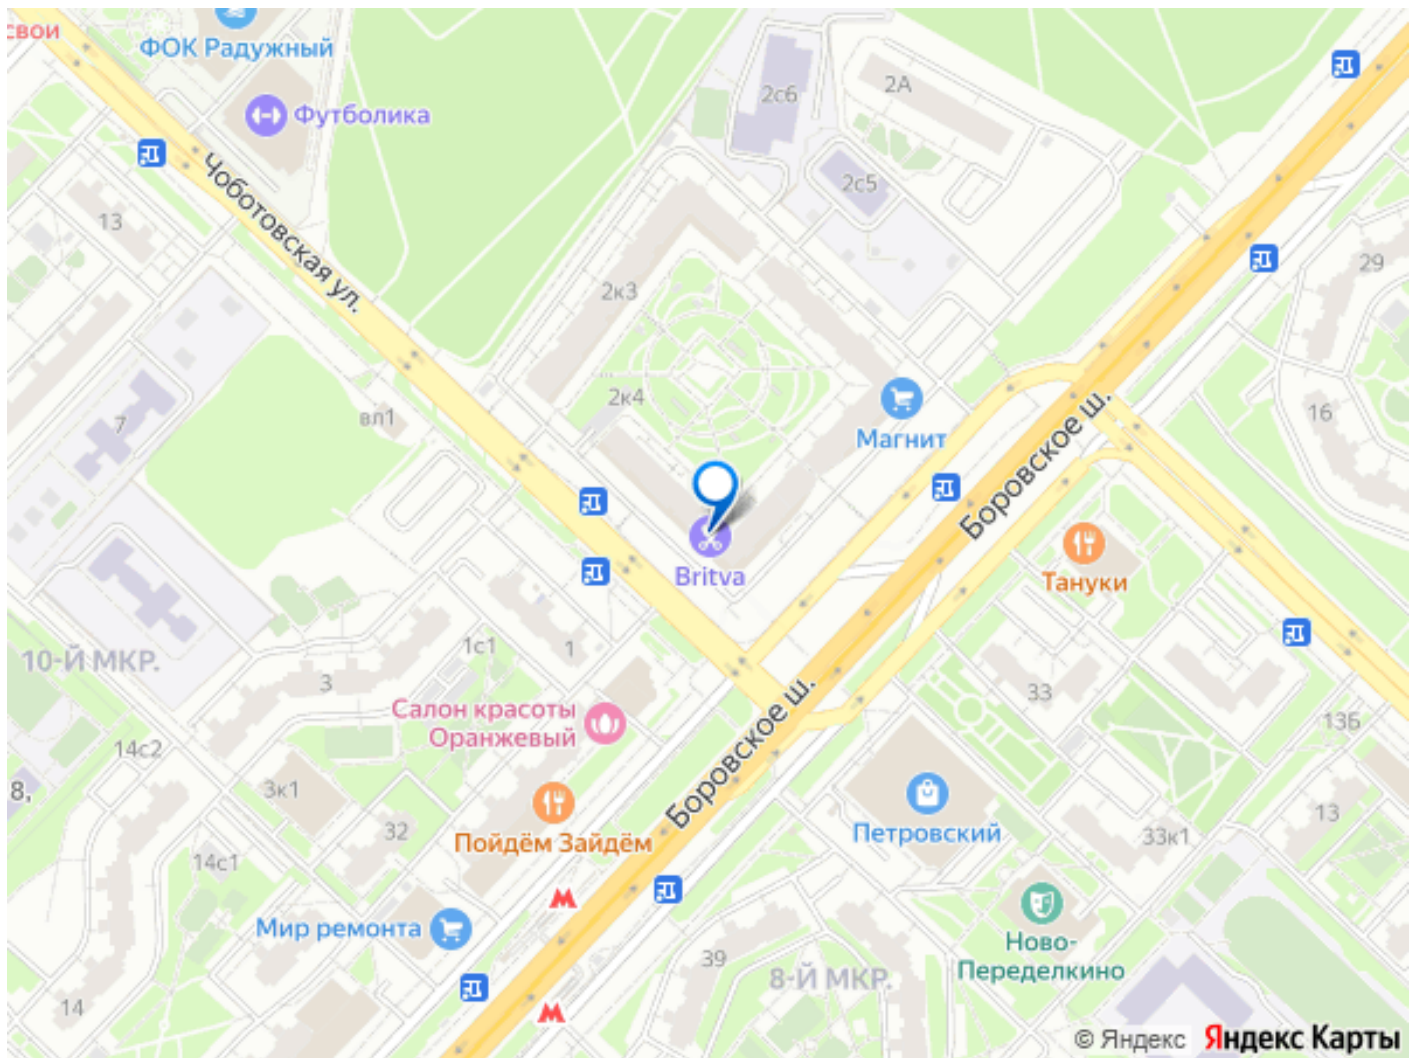 свои
ФОК Радужный
Футболика
2с6
2А
2с5
Чоботовская ул.
13
29
2к3
2к4
вл1
7
16
Магнит
Боровское ш.
Britva
Тануки
10-Й МКР.
1с1
1
3
33
Салон красоты
Оранжевый
13Б
14с2
Боровское ш.
8,
3к1
32
Пойдём Зайдём
Петровский
13
33к1
14с1
Мир ремонта
Ново-
Переделкино
39
8-Й МКР.
14
© Яндекс Яндекс Карты